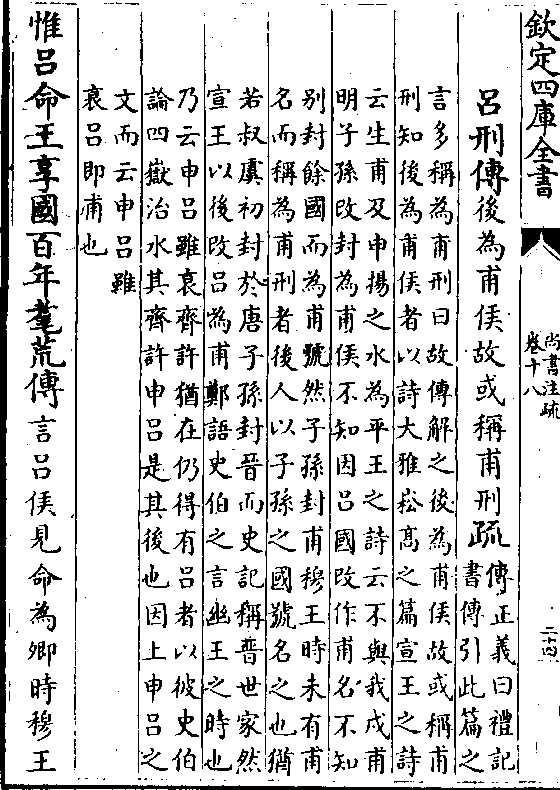 欽定四庫全書
尚書注疏
卷十八
二十四
呂刑傳後為甫侯故或稱甫刑疏
傳正義曰禮記
書傳引此篇之
言多稱為甫刑曰故傳解之後為甫侯故或稱甫
刑知後為甫侯者以詩大雅崧高之篇宣王之詩
云生甫及申揚之水為平王之詩云不與我戍甫
明子孫改封為甫侯不知因呂國改作甫名不知
別封餘國而為甫號然子孫封甫穆王時未有甫
名而稱為甫刑者後人以子孫之國號名之也猶
若叔虞初封於唐子孫封晉而史記稱晉世家然
宣王以後改呂為甫鄭語史伯之言幽王之時也
乃云申呂雖衰齊許猶在仍得有呂者以彼史伯
論四嶽治水其齊許申呂是其後也因上申呂之
文而云申呂雖
衰呂即甫也
惟呂命王享國百年耄荒傳言呂侯見命為卿時穆王